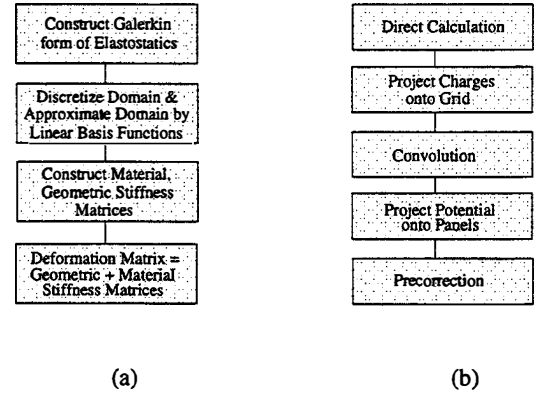 Construct Galerkin
form of Elastostatics
Discretize Domain &
Approximate Domain by
Linear Basis Functions
Construct Material,
Geometric Stiffness
Matrices
Deformation Matrix =
Geometric + Material
Stiffness Matrices
(a)
Direct Calculation
Project Charges
onto Grid
Convolution
Project Potential
onto Panels
Precorrection
(b)